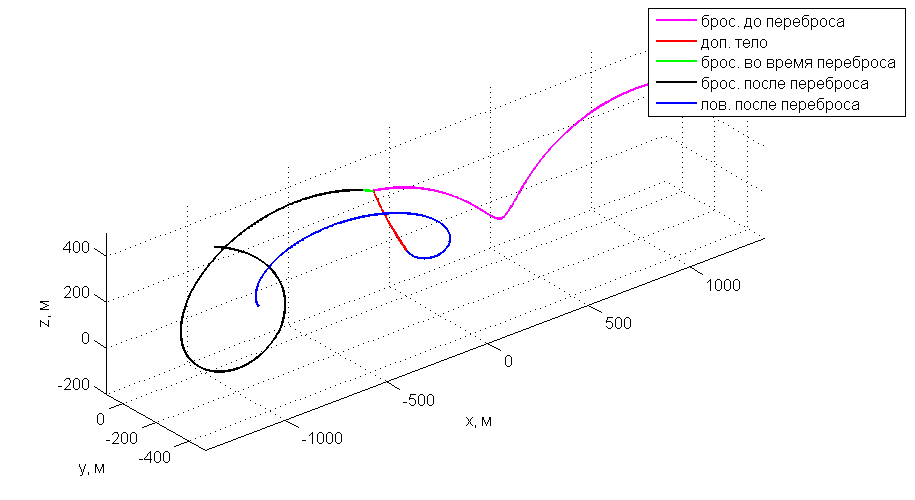 брос. до переброса
доп. тело
брос. во время переброса
брос. после переброса
лов. после переброса
400
200
0
-200
z, м
0
-200
-400
y, м
-1000
-500
0
500
1000
x, м